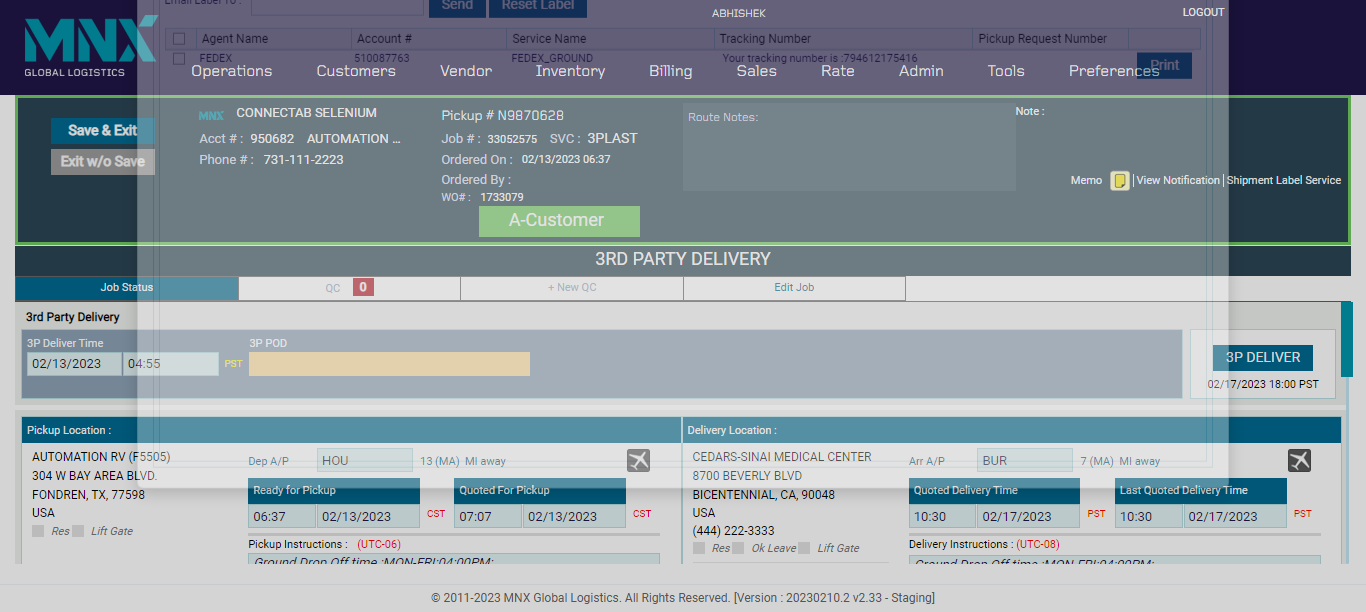 Email Label To :
Send
Reset Label
ABHISHEK
LOGOUT
MNX
GLOBAL LOGISTICS
Agent Name
Account #
Service Name
Tracking Number
Pickup Request Number
FEDEX
510087763
FEDEX_GROUND
Your tracking number is :794612175416
Print
Operations
Customers
Vendor
Inventory
Billing
Sales
Rate
Admin
Tools
Preferences
Save & Exit
Exit w/o Save
MNX CONNECTAB SELENIUM
Acct # : 950682 AUTOMATION ...
Phone # : 731-111-2223
Pickup # N9870628
Job # : 33052575 SVC : 3PLAST
Ordered On : 02/13/2023 06:37
Ordered By :
WO# : 1733079
A-Customer
Route Notes:
Note :
Memo
View Notification
Shipment Label Service
3RD PARTY DELIVERY
Job Status
QC 0
+ New QC
Edit Job
3rd Party Delivery
3P Deliver Time
02/13/2023
04:55
PST
3P POD
3P DELIVER
02/17/2023 18:00 PST
Pickup Location :
AUTOMATION RV (F5505)
304 W BAY AREA BLVD.
FONDREN, TX, 77598
USA
Res
Lift Gate
Dep A/P
HOU
13 (MA) MI away
Ready for Pickup
06:37
02/13/2023
CST
Quoted For Pickup
07:07
02/13/2023
CST
Pickup Instructions : (UTC-06)
Ground Drop Off time :MON-FRI:04:00PM;
Delivery Location :
CEDARS-SINAI MEDICAL CENTER
8700 BEVERLY BLVD
BICENTENNIAL, CA, 90048
USA
(444) 222-3333
Res
Ok Leave
Lift Gate
Arr A/P
BUR
7 (MA) MI away
Quoted Delivery Time
10:30
02/17/2023
PST
Last Quoted Delivery Time
10:30
02/17/2023
PST
Delivery Instructions : (UTC-08)
Ground Drop Off time :MON-FRI:04:00PM;
© 2011-2023 MNX Global Logistics. All Rights Reserved. [Version : 20230210.2 v2.33 - Staging]